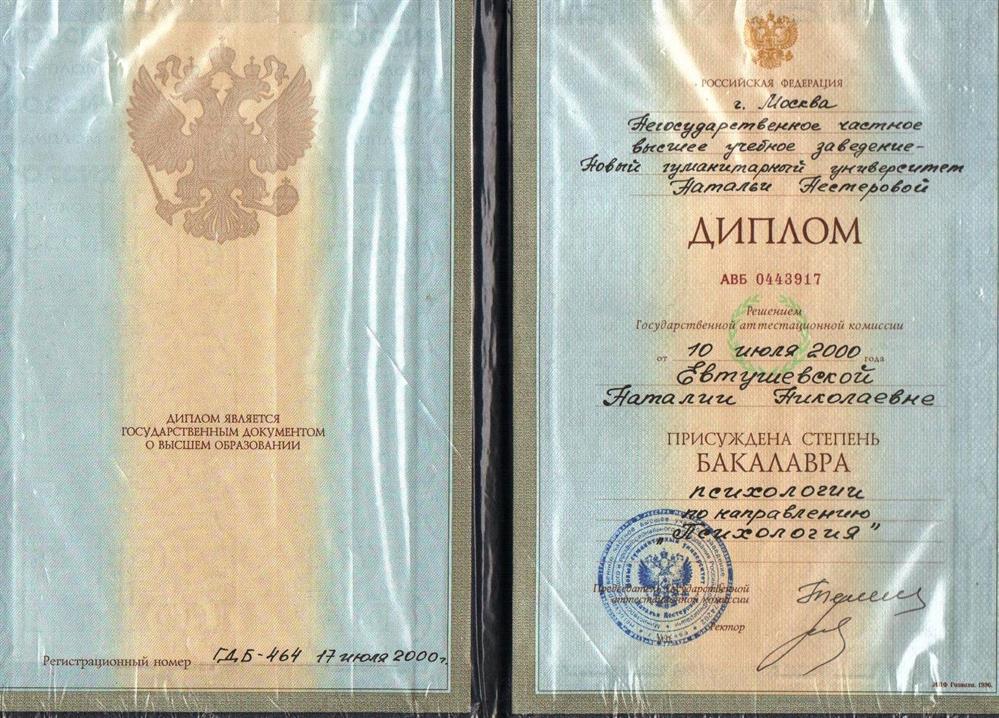 ДИПЛОМ ЯВЛЯЕТСЯ
ГОСУДАРСТВЕННЫМ ДОКУМЕНТОМ
О ВЫСШЕМ ОБРАЗОВАНИИ
Регистрационный номер ГДБ-464 17 июля 2000 г.
РОССИЙСКАЯ ФЕДЕРАЦИЯ
г. Москва
Негосударственное частное
высшее учебное заведение-
Новый гуманитарный университет
Натальи Нестеровой
ДИПЛОМ
АВБ 0443917
Решением
Государственной аттестационной комиссии
от 10 июля 2000 года
Евтушевской
Наталии Николаевне
ПРИСУЖДЕНА СТЕПЕНЬ
БАКАЛАВРА
психологии
по направлению
"Психология"
Председатель Государственной
аттестационной комиссии
Ректор